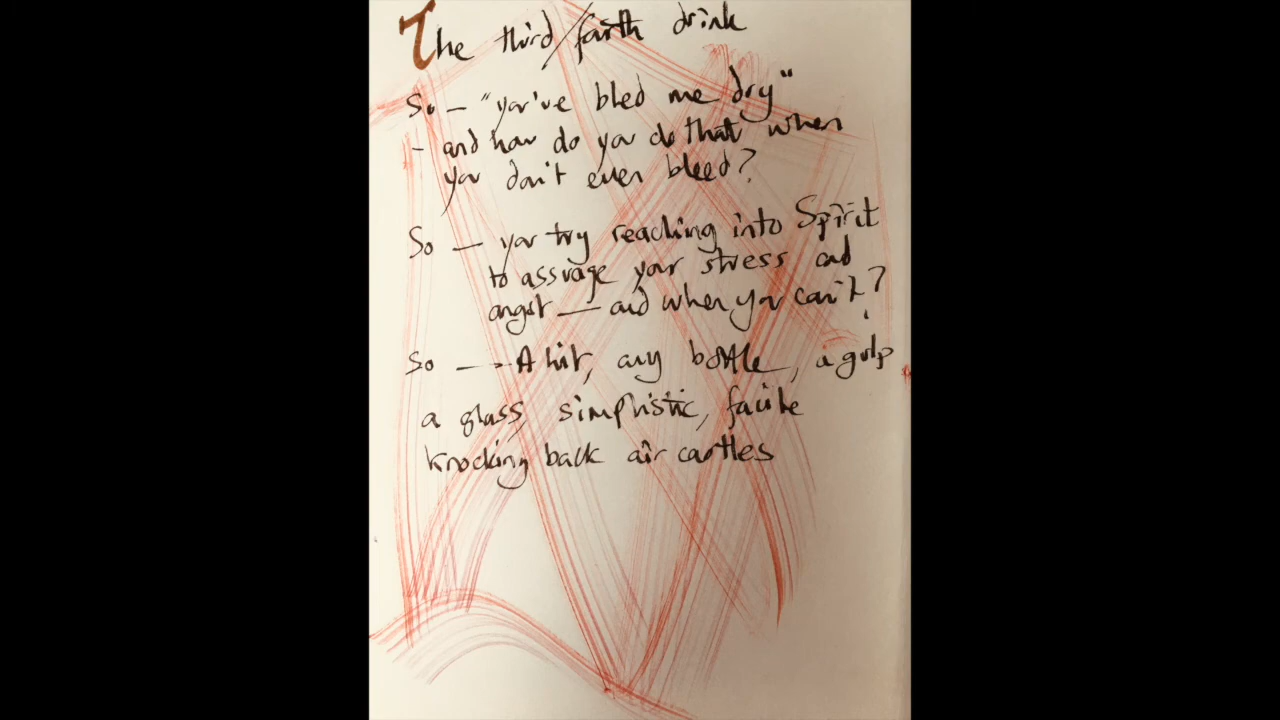 The third/faith drink
So – "you've bled me dry"
- and how do you do that when
you don't even bleed?
So – you try reaching into Spirit
to assuage your stress and
angst – and when you can't?
So – A hit, any bottle, a gulp
a glass, simplistic, facile
knocking back air castles